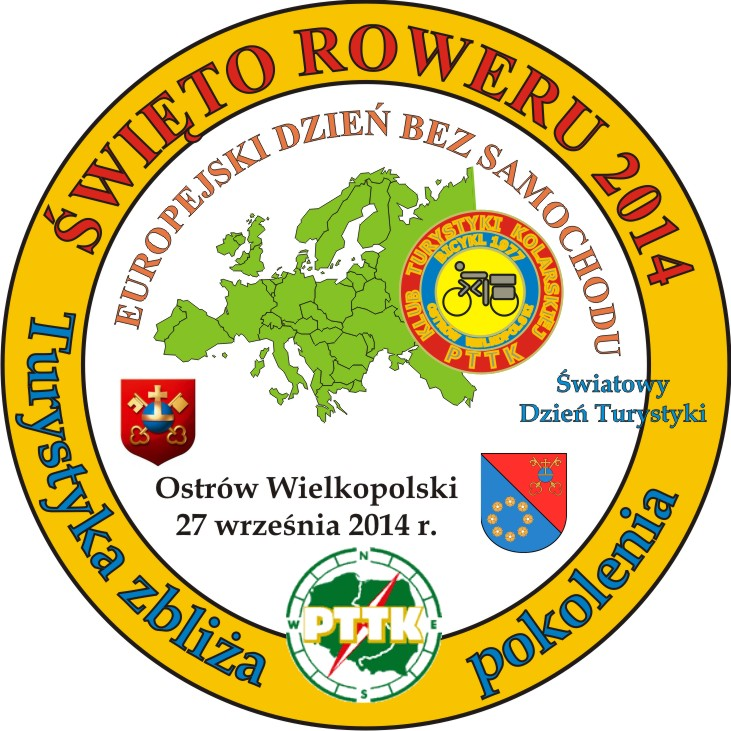 ŚWIĘTO ROWERU 2014
EUROPEJSKI DZIEŃ BEZ SAMOCHODU
KLUB TURYSTYKI KOLARSKIEJ
PTTK
BICYKL 1977
OSTRÓW WIELKOPOLSKI
Światowy
Dzień Turystyki
Ostrów Wielkopolski
27 września 2014 r.
N
W
E
S
PTTK
Turystyka zbliża
pokolenia